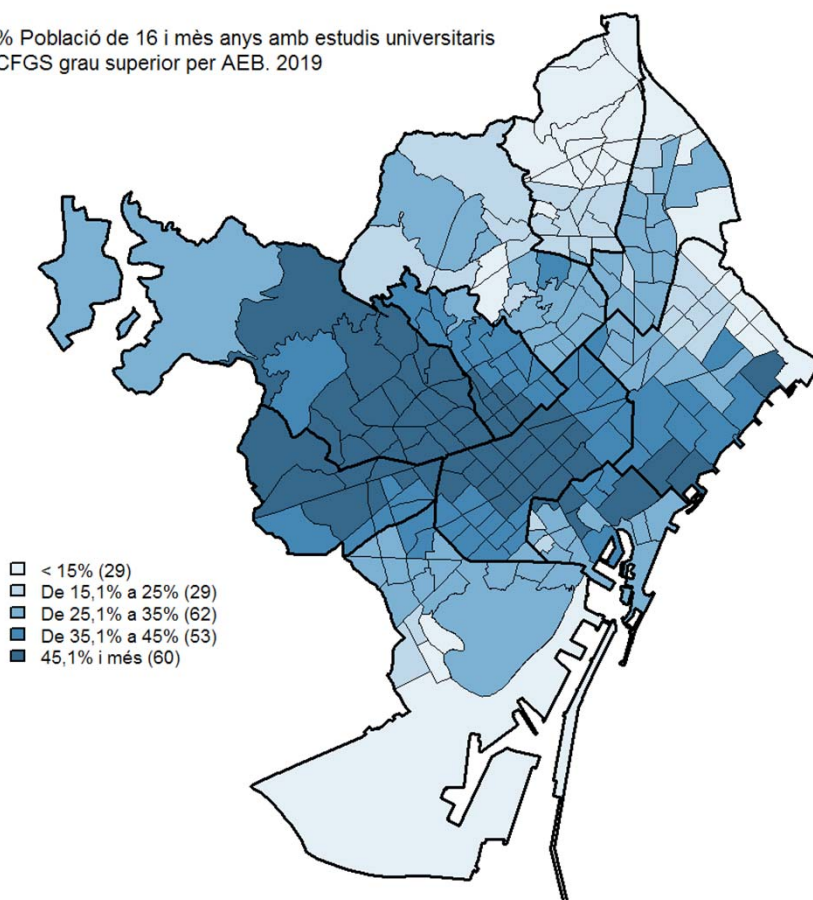 % Població de 16 i mès anys amb estudis universitaris
CFGS grau superior per AEB. 2019
< 15% (29)
De 15,1% a 25% (29)
De 25,1% a 35% (62)
De 35,1% a 45% (53)
45,1% i més (60)